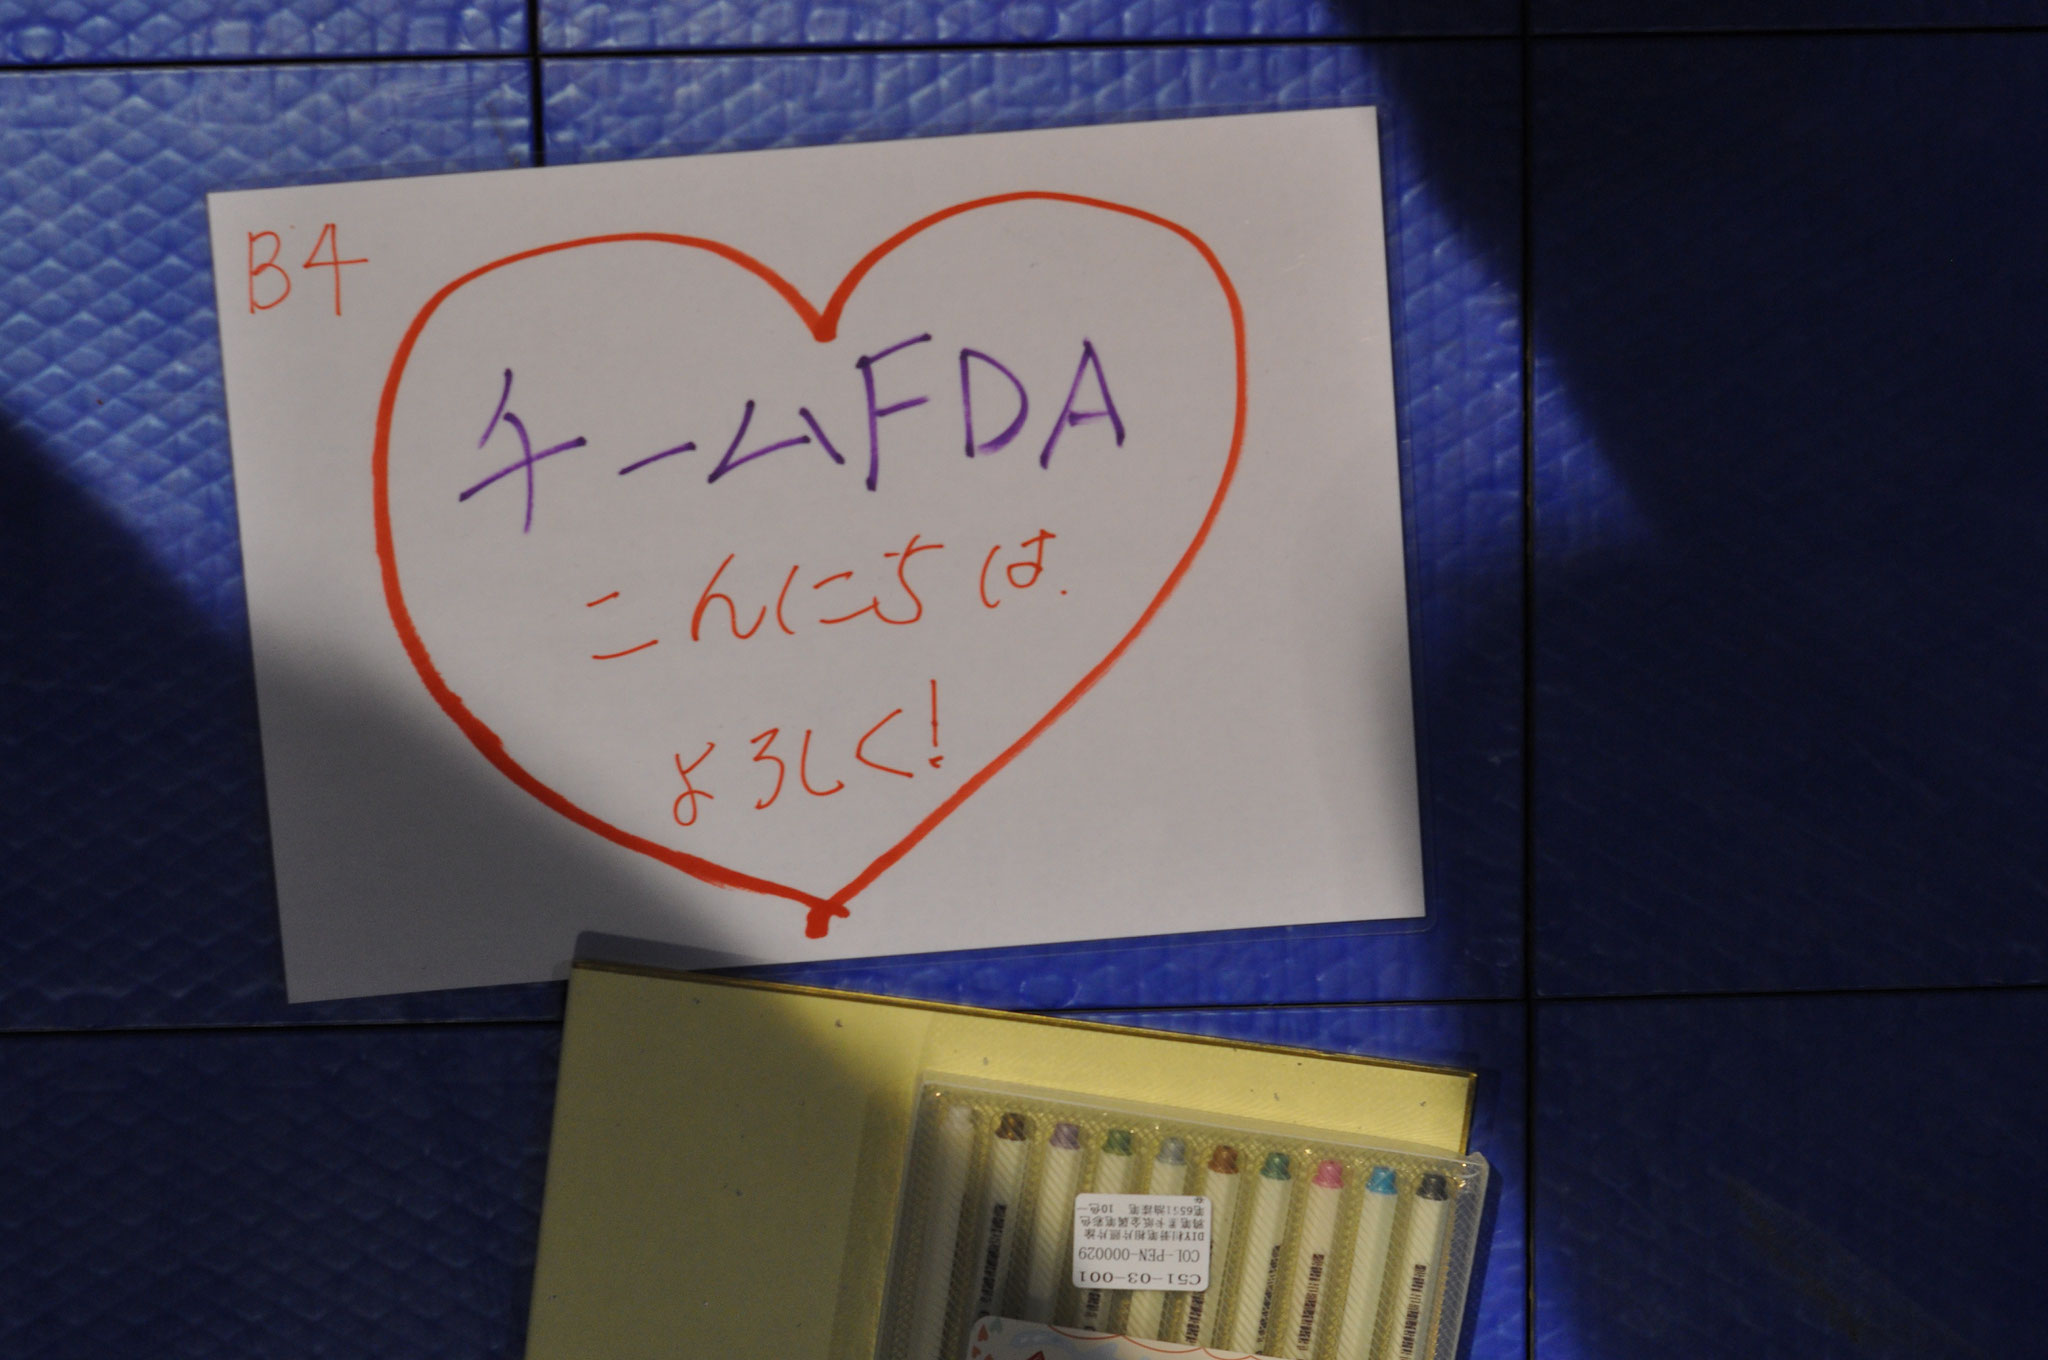 B4
チームFDA
こんにちは.
よろしく!
C51-03-001
COL-PEN-000029